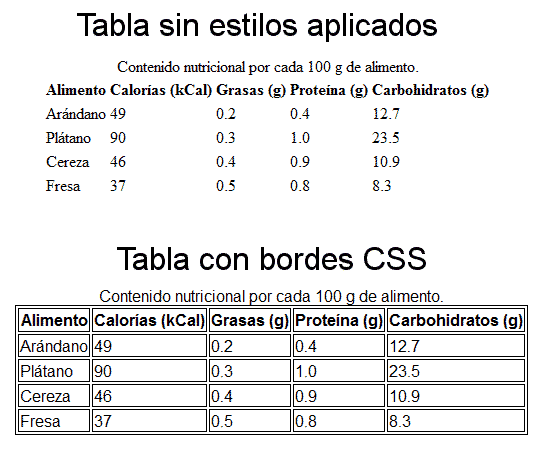 Tabla sin estilos aplicados
Contenido nutricional por cada 100 g de alimento.
Alimento Calorías (kCal) Grasas (g) Proteína (g) Carbohidratos (g)
Arándano 49 0.2 0.4 12.7
Plátano 90 0.3 1.0 23.5
Cereza 46 0.4 0.9 10.9
Fresa 37 0.5 0.8 8.3
Tabla con bordes CSS
Contenido nutricional por cada 100 g de alimento.
Alimento Calorías (kCal) Grasas (g) Proteína (g) Carbohidratos (g)
Arándano 49 0.2 0.4 12.7
Plátano 90 0.3 1.0 23.5
Cereza 46 0.4 0.9 10.9
Fresa 37 0.5 0.8 8.3